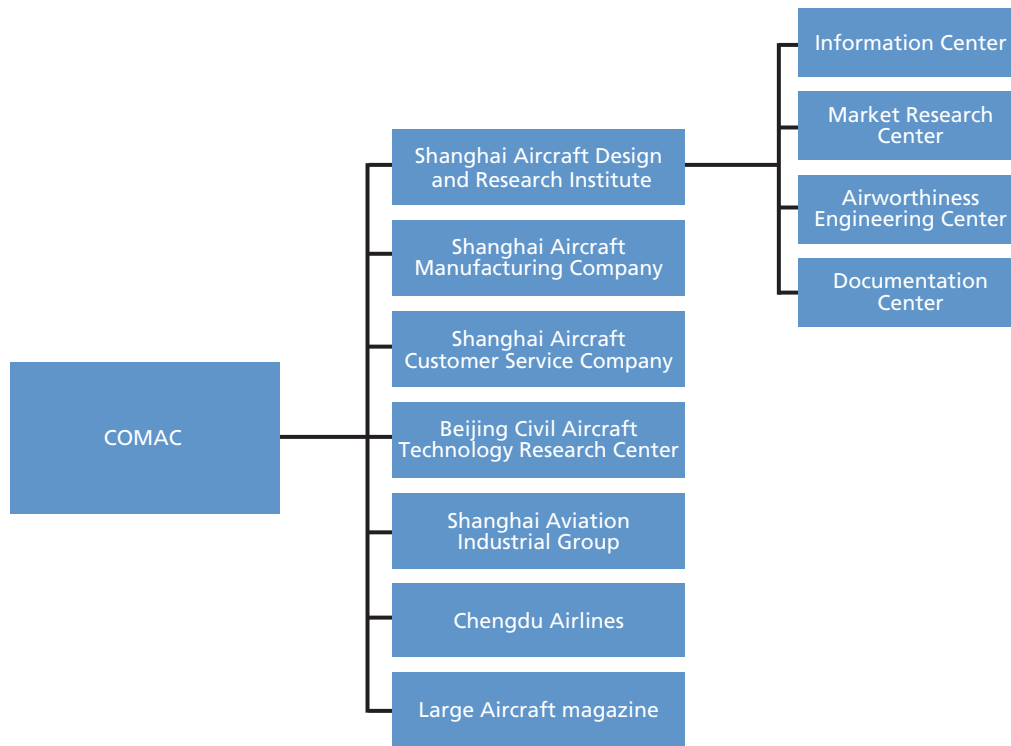 COMAC
Shanghai Aircraft Design
and Research Institute
Shanghai Aircraft
Manufacturing Company
Shanghai Aircraft
Customer Service Company
Beijing Civil Aircraft
Technology Research Center
Shanghai Aviation
Industrial Group
Chengdu Airlines
Large Aircraft magazine
Information Center
Market Research
Center
Airworthiness
Engineering Center
Documentation
Center